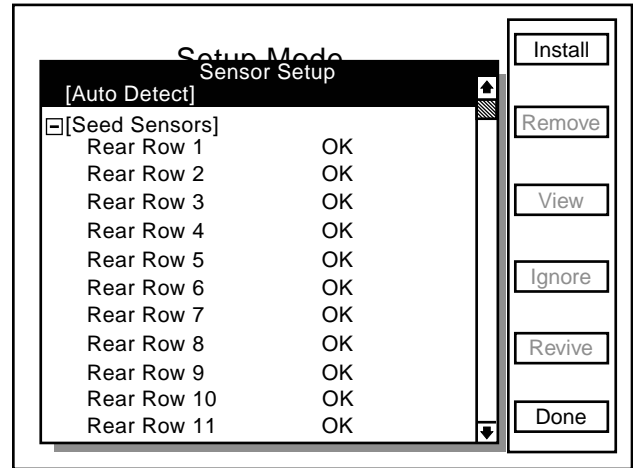 Setup Mode
Sensor Setup
[Auto Detect]
[Seed Sensors]
Rear Row 1 OK
Rear Row 2 OK
Rear Row 3 OK
Rear Row 4 OK
Rear Row 5 OK
Rear Row 6 OK
Rear Row 7 OK
Rear Row 8 OK
Rear Row 9 OK
Rear Row 10 OK
Rear Row 11 OK
Install
Remove
View
Ignore
Revive
Done